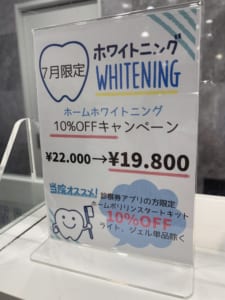 7月限定
ホワイトニング
WHITENING
ホームホワイトニング
10%OFFキャンペーン
¥22.000→¥19.800
当院オススメ!
診察券アプリの方限定
ホームポリリンスタートキット
10%OFF
ライト、ジェル単品除く